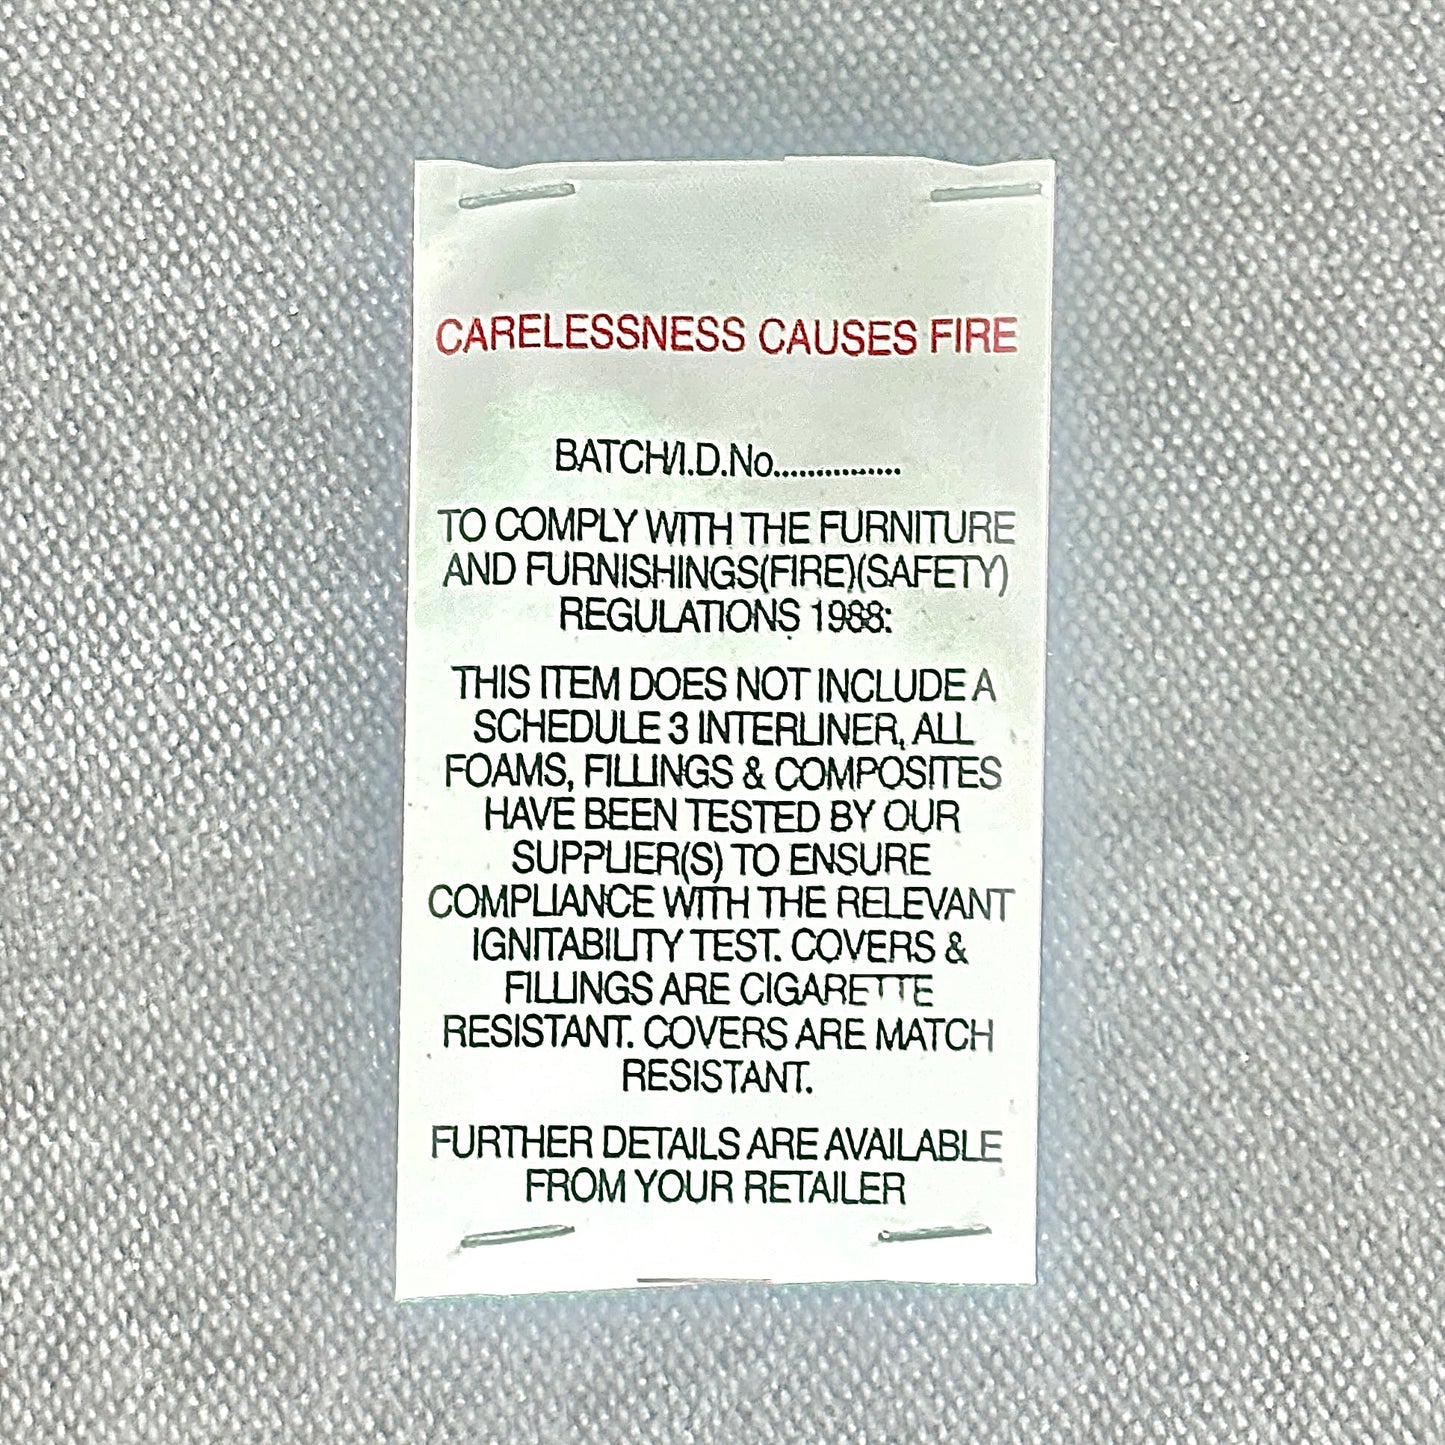 CARELESSNESS CAUSES FIRE
BATCH/I.D.No...............
TO COMPLY WITH THE FURNITURE
AND FURNISHINGS(FIRE)(SAFETY)
REGULATIONS 1988:
THIS ITEM DOES NOT INCLUDE A
SCHEDULE 3 INTERLINER, ALL
FOAMS, FILLINGS & COMPOSITES
HAVE BEEN TESTED BY OUR
SUPPLIER(S) TO ENSURE
COMPLIANCE WITH THE RELEVANT
IGNITABILITY TEST. COVERS &
FILLINGS ARE CIGARETTE
RESISTANT. COVERS ARE MATCH
RESISTANT.
FURTHER DETAILS ARE AVAILABLE
FROM YOUR RETAILER